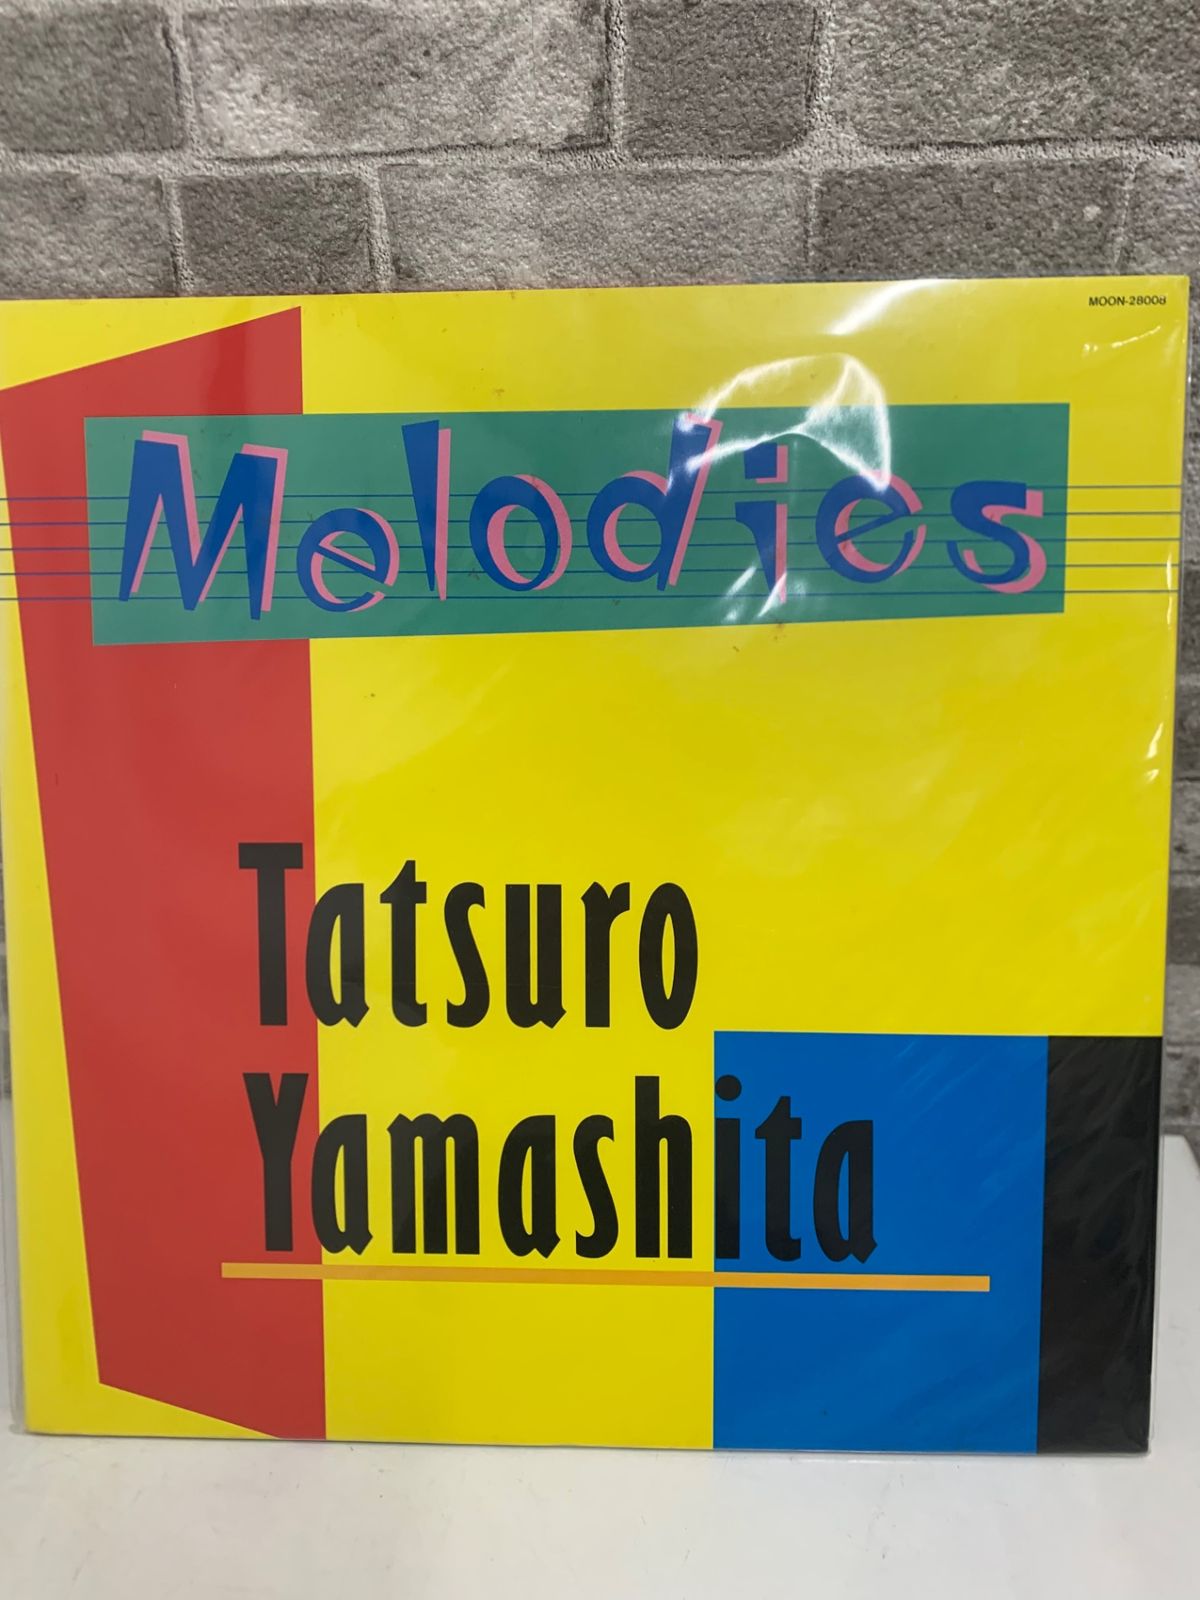 MOON-28008
Melodies
Tatsuro
Yamashita